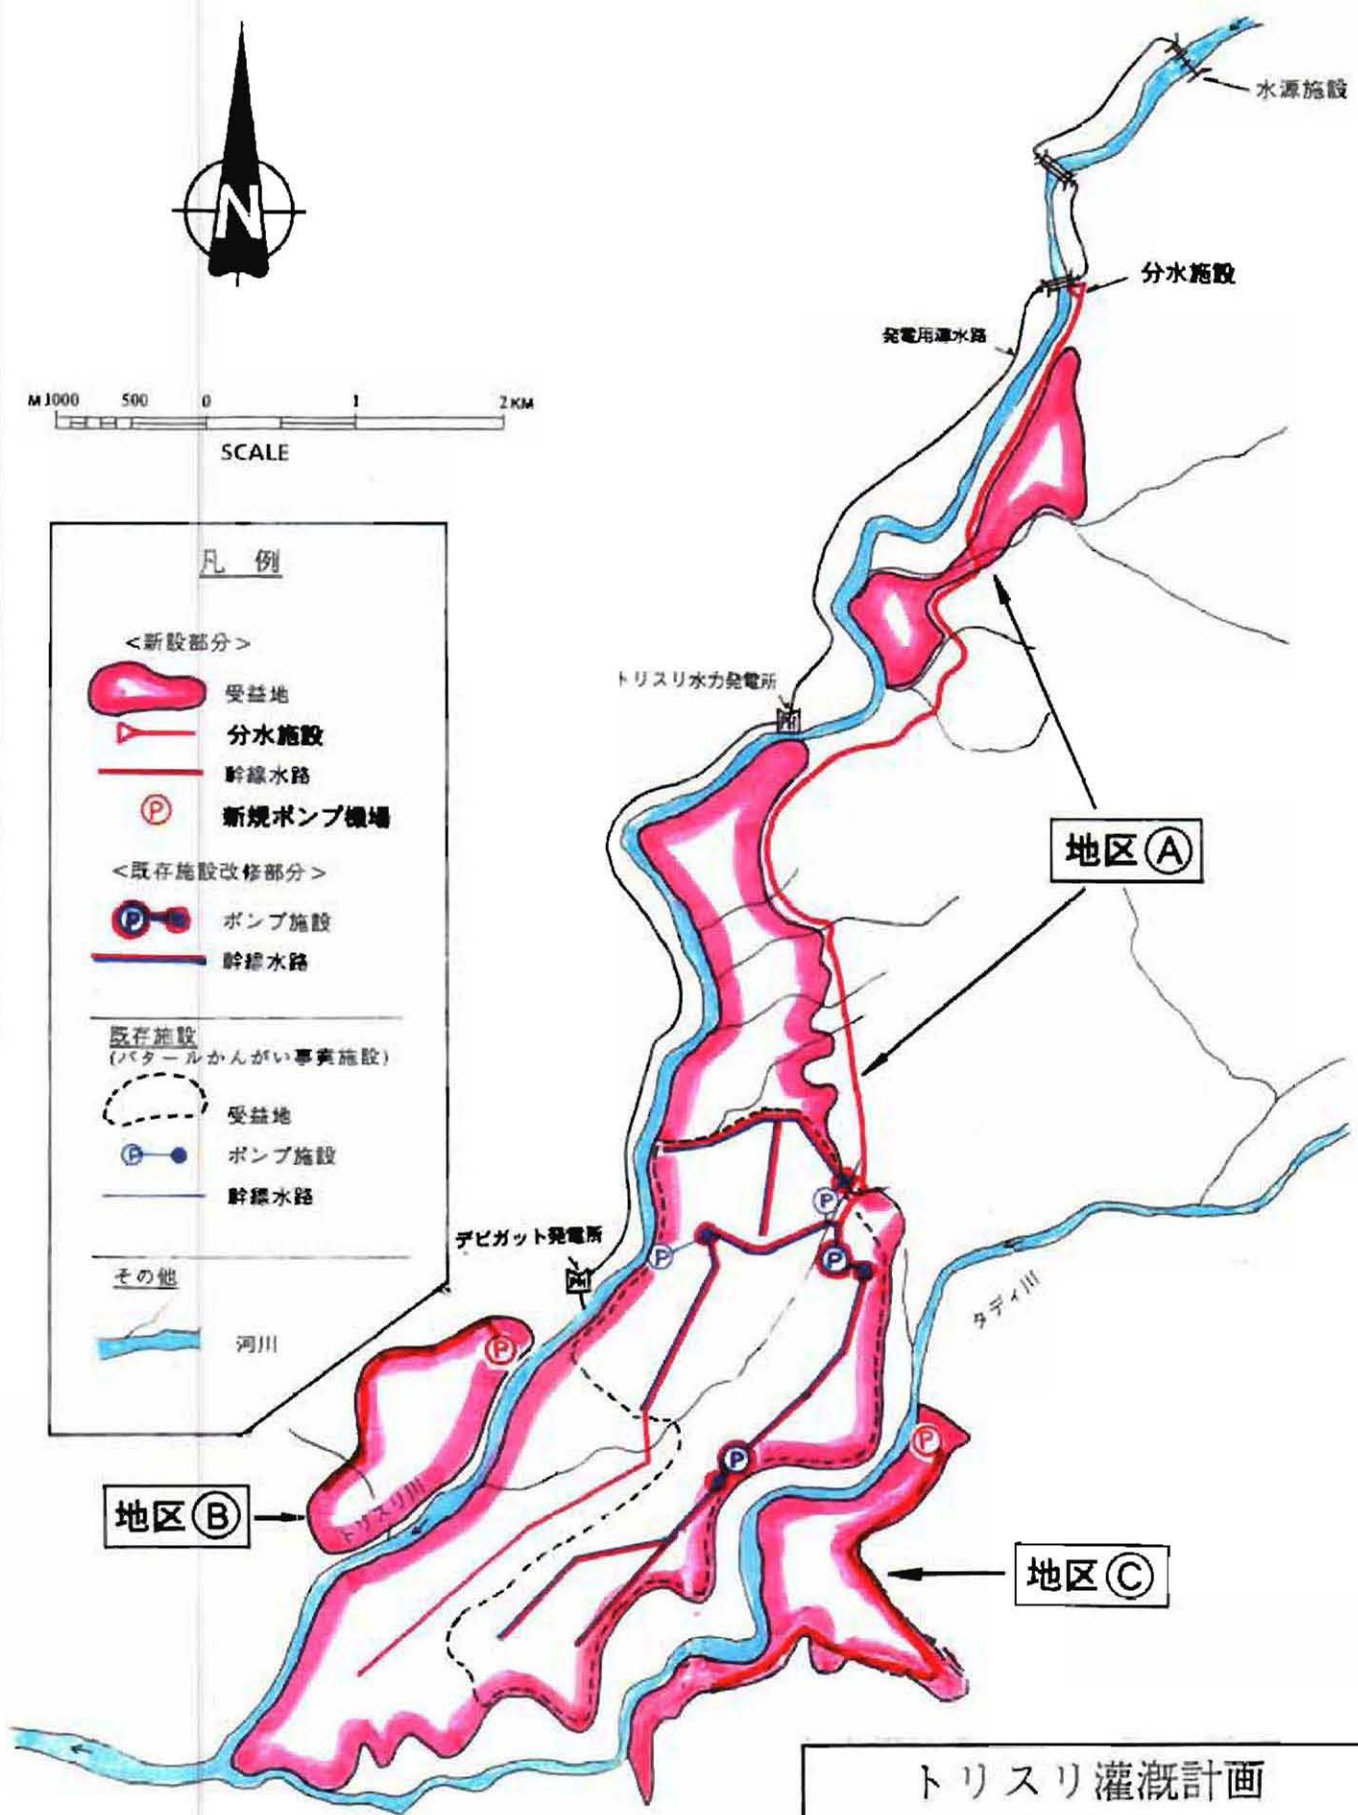 水源施設
N
分水施設
発電用導水路
M 1000 500 0 1 2 KM
SCALE
凡 例
<新設部分>
受益地
分水施設
幹線水路
Ⓟ 新規ポンプ機場
<既存施設改修部分>
Ⓟ ポンプ施設
幹線水路
既存施設
(バタールかんがい事業施設)
受益地
Ⓟ ポンプ施設
幹線水路
その他
河川
トリスリ水力発電所
地区Ⓐ
デビガット発電所
Ⓟ
Ⓟ
Ⓟ
タディ川
Ⓟ
Ⓟ
Ⓟ
地区Ⓑ
トリスリ川
地区Ⓒ
トリスリ灌漑計画